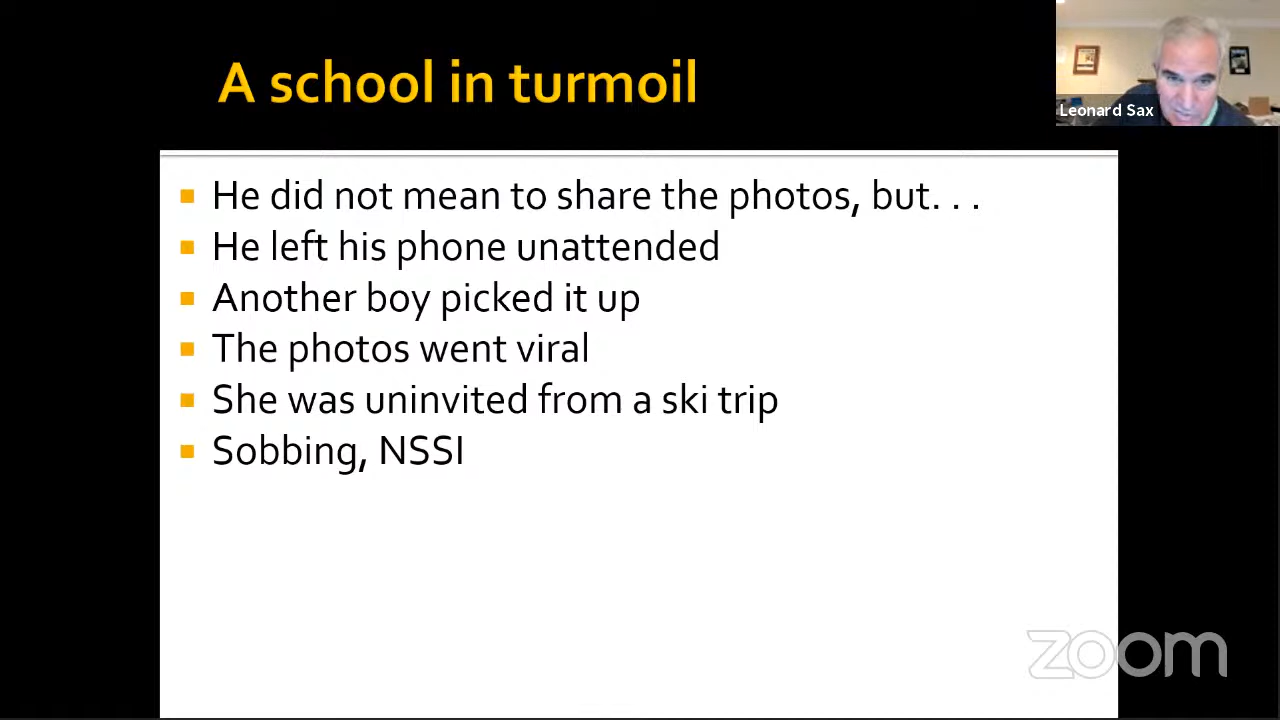 A school in turmoil
Leonard Sax
He did not mean to share the photos, but. . .
He left his phone unattended
Another boy picked it up
The photos went viral
She was uninvited from a ski trip
Sobbing, NSSI
zoom